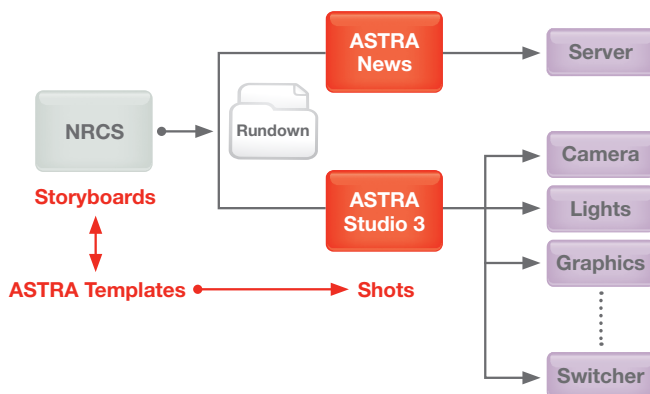 ASTRA
News
Server
NRCS
Rundown
Camera
Storyboards
ASTRA
Studio 3
Lights
Graphics
ASTRA Templates
Shots
Switcher